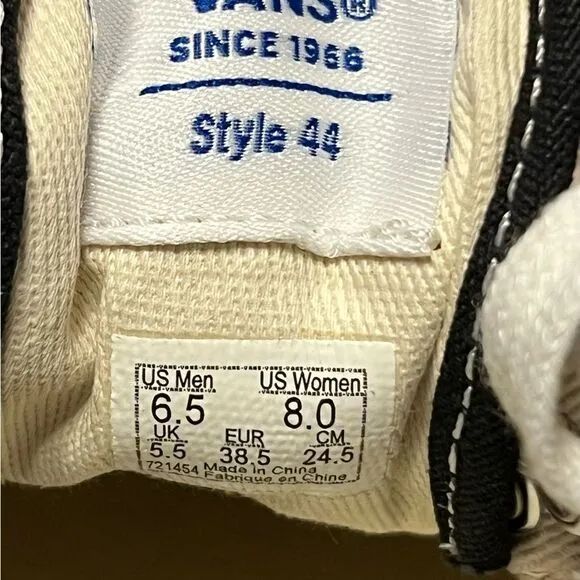 VANS®
SINCE 1966
Style 44
US Men US Women
6.5 8.0
UK EUR CM
5.5 38.5 24.5
721454 Made in China
Fabrique en Chine